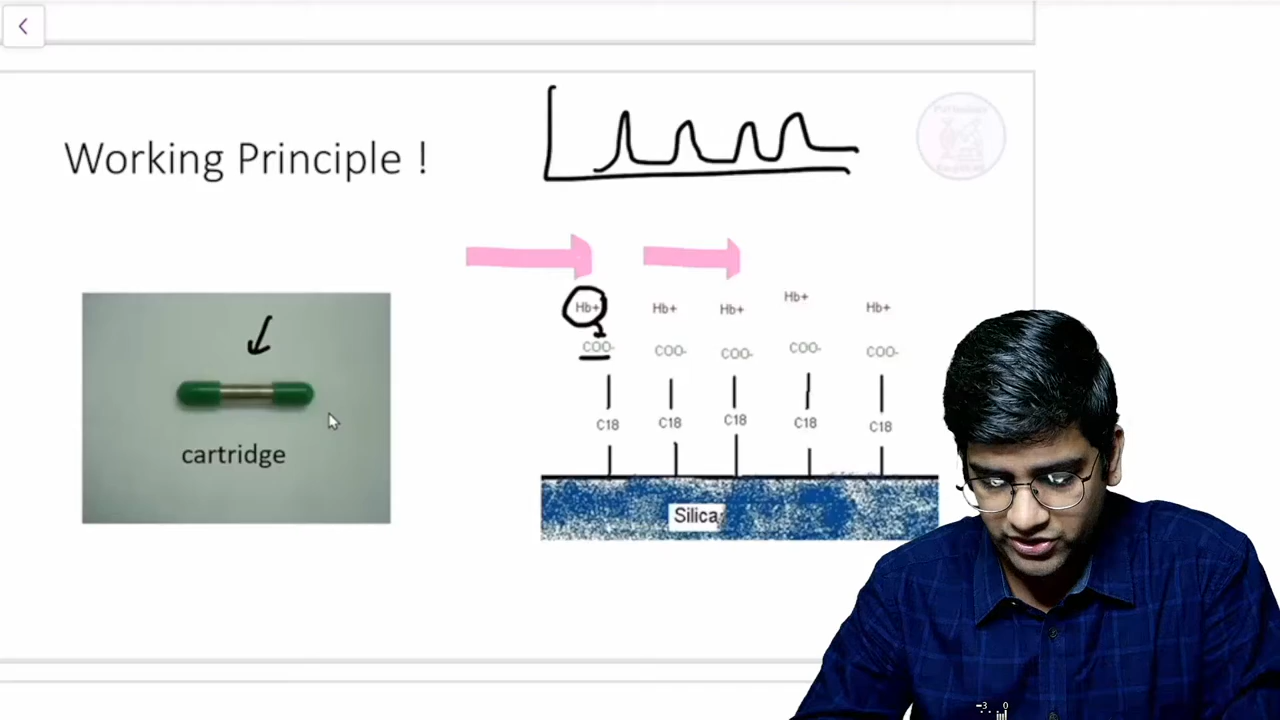 Working Principle !
Hb+ Hb+ Hb+ Hb+ Hb+
COO- COO- COO- COO- COO-
C18 C18 C18 C18 C18
cartridge
Silica